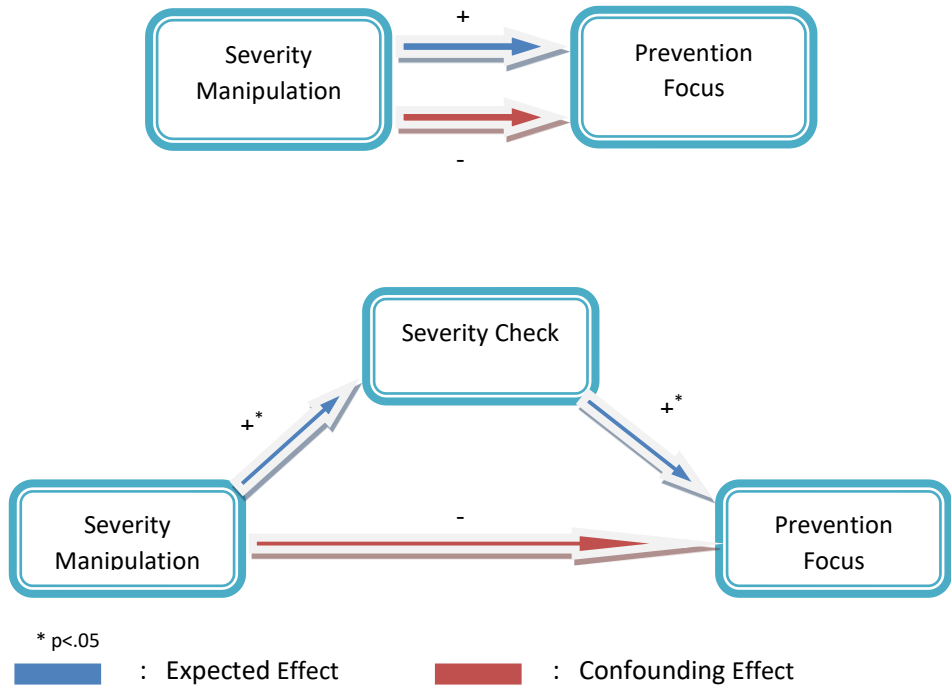 +
Severity
Manipulation
Prevention
Focus
-
Severity Check
+*
+*
Severity
Manipulation
-
Prevention
Focus
* p<.05
: Expected Effect
: Confounding Effect